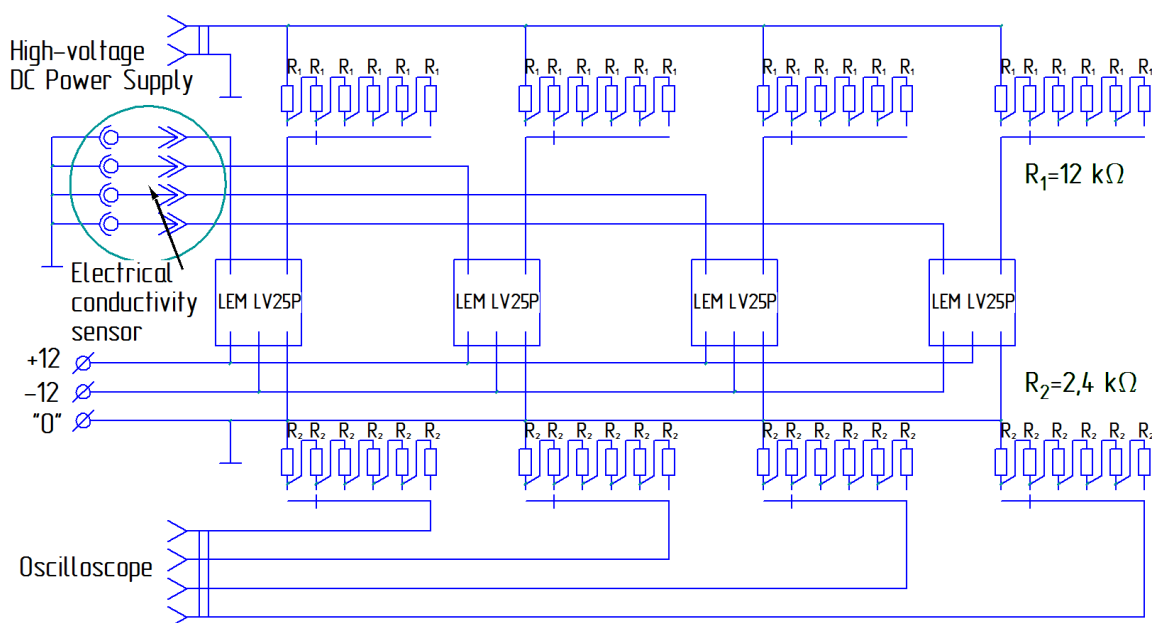 High-voltage
DC Power Supply
R₁ R₁ R₁ R₁ R₁ R₁ R₁ R₁ R₁ R₁ R₁ R₁ R₁ R₁ R₁ R₁ R₁ R₁ R₁ R₁ R₁ R₁ R₁ R₁
R₁=12 kΩ
Electrical
conductivity
sensor
LEM LV25P LEM LV25P LEM LV25P LEM LV25P
+12
-12
"0"
R₂=2,4 kΩ
R₂ R₂ R₂ R₂ R₂ R₂ R₂ R₂ R₂ R₂ R₂ R₂ R₂ R₂ R₂ R₂ R₂ R₂ R₂ R₂ R₂ R₂ R₂ R₂
Oscilloscope